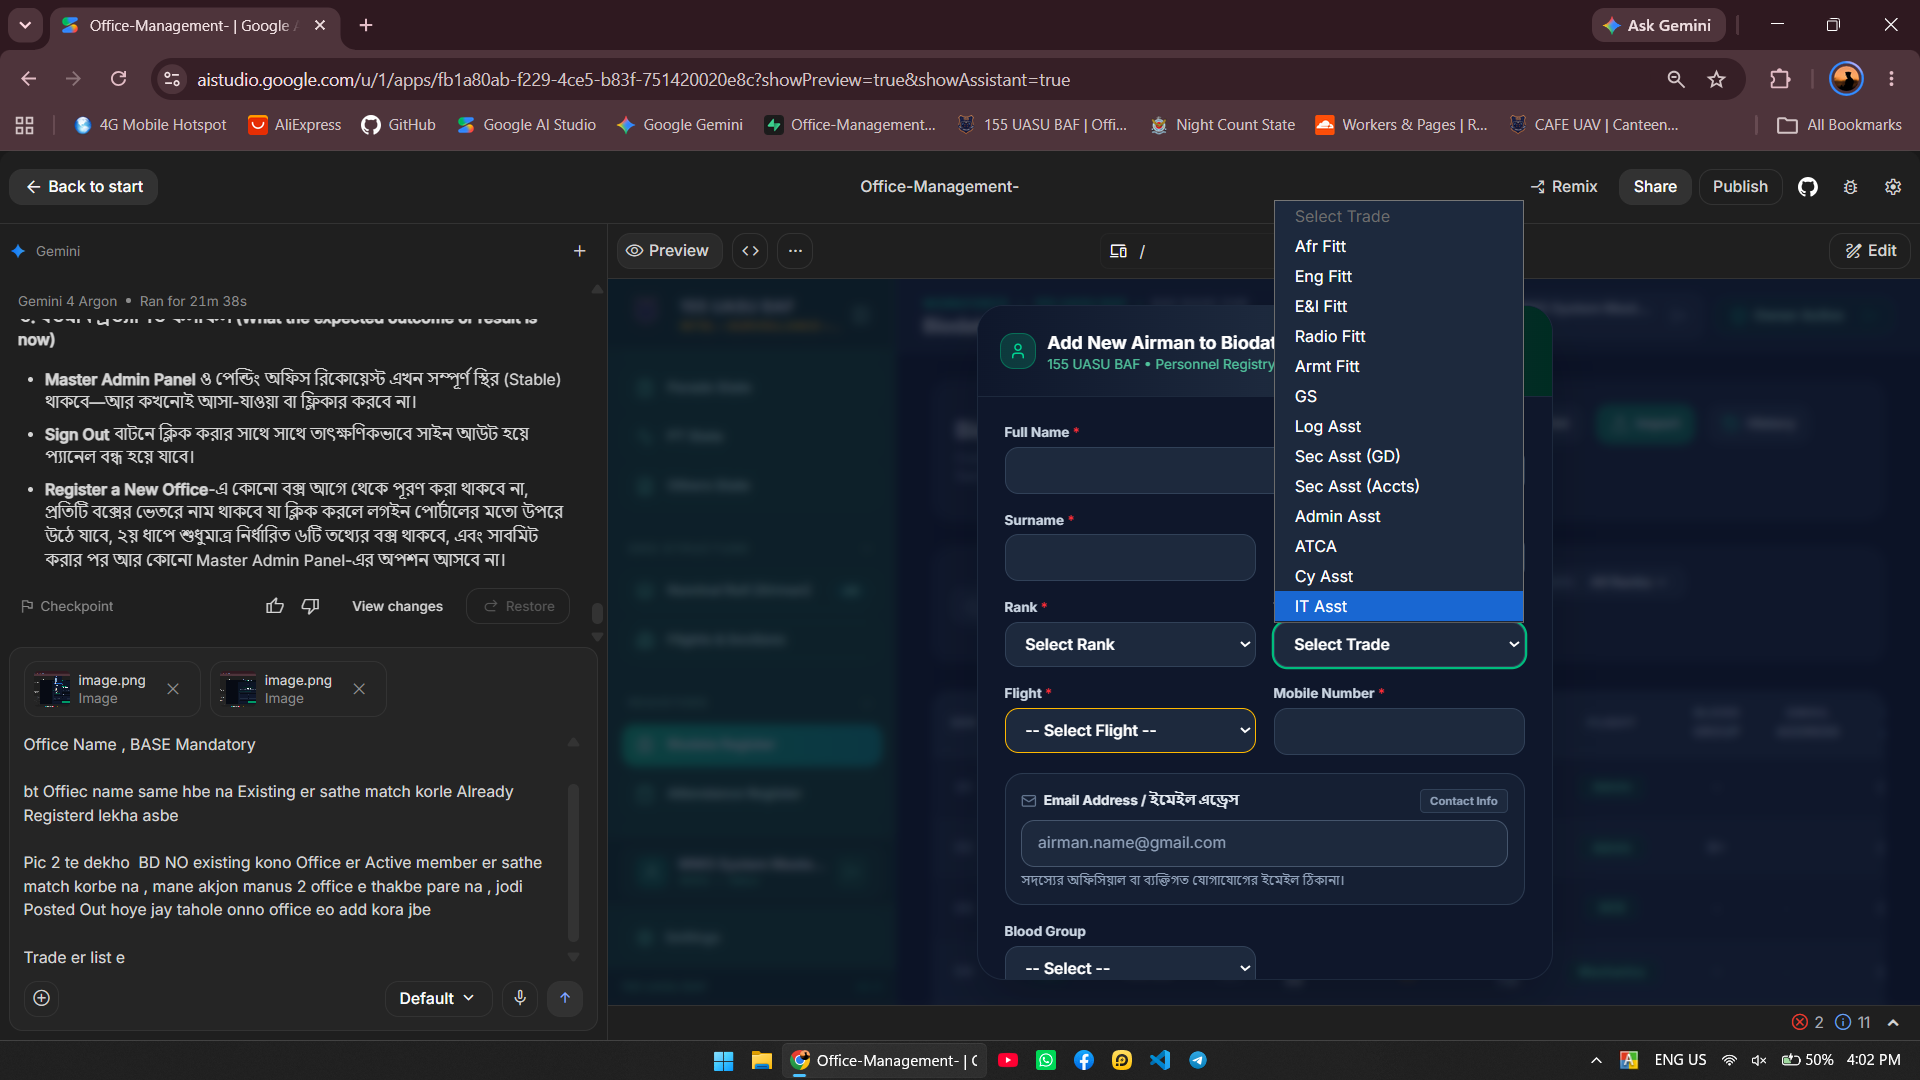 Office-Management- | Google A
Ask Gemini
aistudio.google.com/u/1/apps/fb1a80ab-f229-4ce5-b83f-751420020e8c?showPreview=true&showAssistant=true
4G Mobile Hotspot
AliExpress
GitHub
Google AI Studio
Google Gemini
Office-Management...
155 UASU BAF | Offi...
Night Count State
Workers & Pages | R...
CAFE UAV | Canteen...
All Bookmarks
Back to start
Office-Management-
Remix
Share
Publish
Gemini
Preview
/
Edit
Gemini 4 Argon • Ran for 21m 38s
(What the expected outcome or result is
now)
• Master Admin Panel ও পেন্ডিং অফিস রিকোয়েস্ট এখন সম্পূর্ণ স্থির (Stable)
থাকবে—আর কখনোই আসা-যাওয়া বা ফ্লিকার করবে না।
• Sign Out বাটনে ক্লিক করার সাথে সাথে তাৎক্ষণিকভাবে সাইন আউট হয়ে
প্যানেল বন্ধ হয়ে যাবে।
• Register a New Office-এ কোনো বক্স আগে থেকে পূরণ করা থাকবে না,
প্রতিটি বক্সের ভেতরে নাম থাকবে যা ক্লিক করলে লগইন পোর্টালের মতো উপরে
উঠে যাবে, ২য় ধাপে শুধুমাত্র নির্ধারিত ৬টি তথ্যের বক্স থাকবে, এবং সাবমিট
করার পর আর কোনো Master Admin Panel-এর অপশন আসবে না।
Checkpoint
View changes
Restore
image.png
Image
image.png
Image
Office Name , BASE Mandatory
bt Offiec name same hbe na Existing er sathe match korle Already
Registerd lekha asbe
Pic 2 te dekho BD NO existing kono Office er Active member er sathe
match korbe na , mane akjon manus 2 office e thakbe pare na , jodi
Posted Out hoye jay tahole onno office eo add kora jbe
Trade er list e
Default
155 UASU BAF
Add New Airman to Biodat
155 UASU BAF • Personnel Registry
Full Name *
Surname *
Rank *
Select Rank
Select Trade
Afr Fitt
Eng Fitt
E&I Fitt
Radio Fitt
Armt Fitt
GS
Log Asst
Sec Asst (GD)
Sec Asst (Accts)
Admin Asst
ATCA
Cy Asst
IT Asst
Select Trade
Flight *
-- Select Flight --
Mobile Number *
Email Address / ইমেইল এড্রেস
Contact Info
airman.name@gmail.com
সদস্যের অফিসিয়াল বা ব্যক্তিগত যোগাযোগের ইমেইল ঠিকানা।
Blood Group
-- Select --
2
11
Office-Management- | G
ENG US
50%
4:02 PM